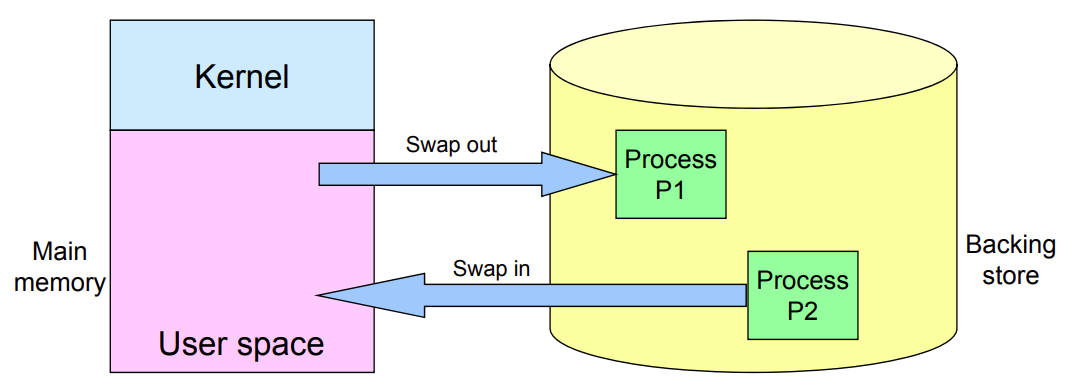 Kernel
Swap out
Process
P1
Main
memory
Backing
store
Swap in
Process
P2
User space